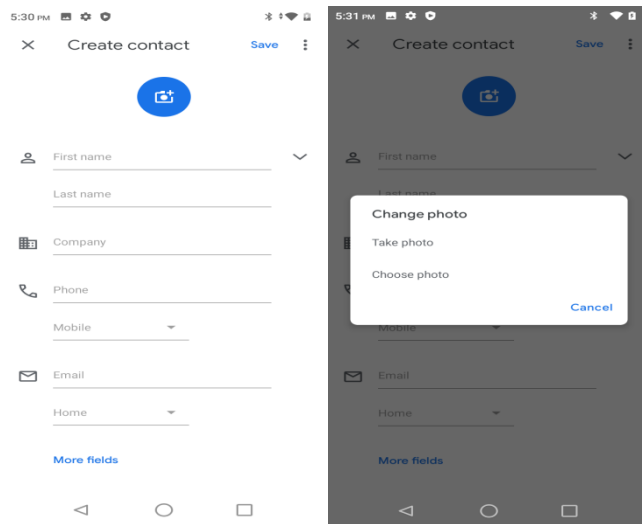 5:30 PM
Create contact
Save
First name
Last name
Company
Phone
Mobile
Email
Home
More fields
5:31 PM
Create contact
Save
First name
Last name
Change photo
Take photo
Choose photo
Cancel
Mobile
Email
Home
More fields